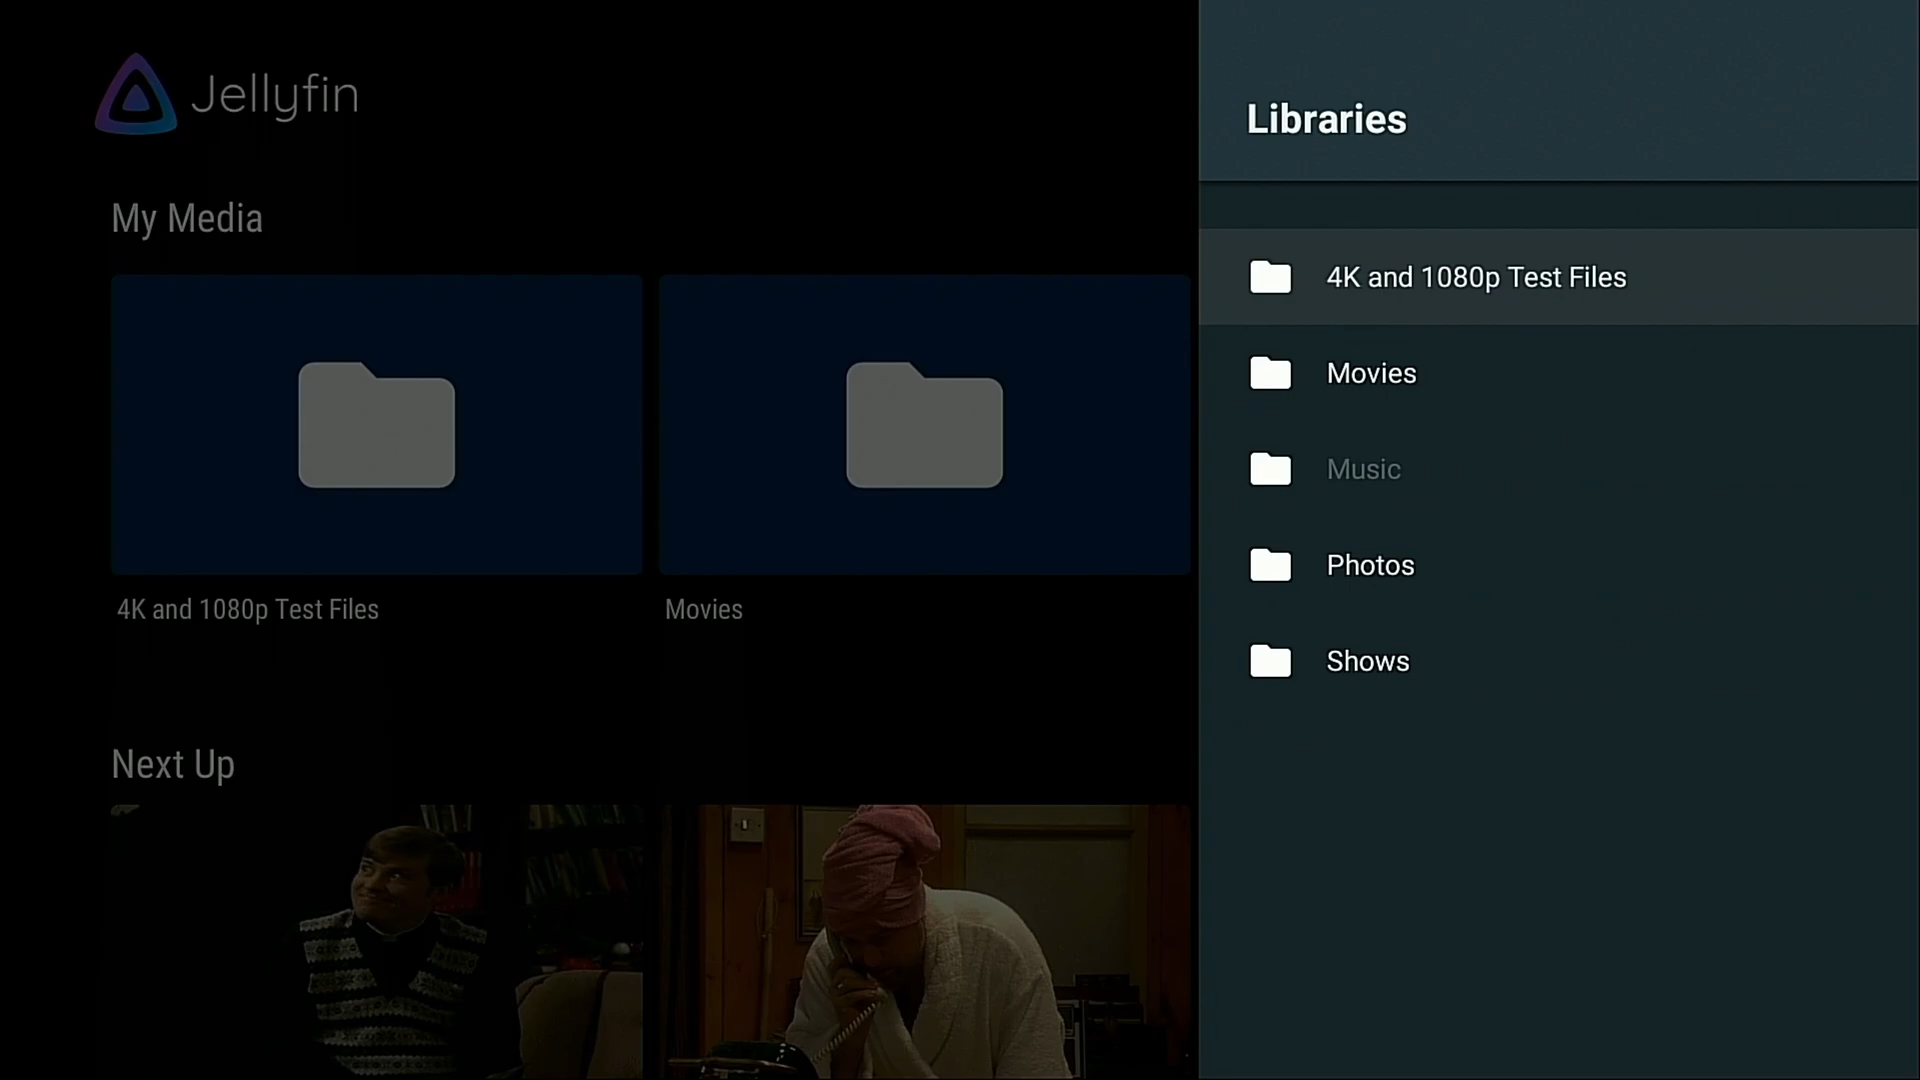 Jellyfin
My Media
4K and 1080p Test Files
Movies
Next Up
Libraries
4K and 1080p Test Files
Movies
Music
Photos
Shows